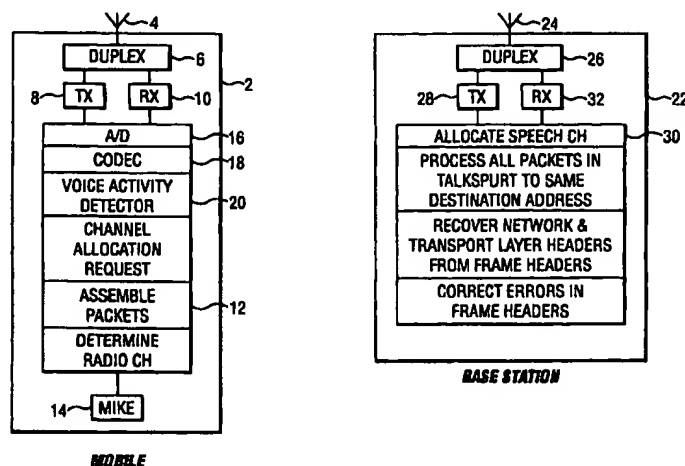 4
DUPLEX
6
2
8
TX
RX
10
A/D
16
CODEC
18
VOICE ACTIVITY
DETECTOR
20
CHANNEL
ALLOCATION
REQUEST
ASSEMBLE
PACKETS
12
DETERMINE
RADIO CH
14
MIKE
MOBILE
24
DUPLEX
26
28
TX
RX
32
22
ALLOCATE SPEECH CH
30
PROCESS ALL PACKETS IN
TALKSPURT TO SAME
DESTINATION ADDRESS
RECOVER NETWORK &
TRANSPORT LAYER HEADERS
FROM FRAME HEADERS
CORRECT ERRORS IN
FRAME HEADERS
BASE STATION